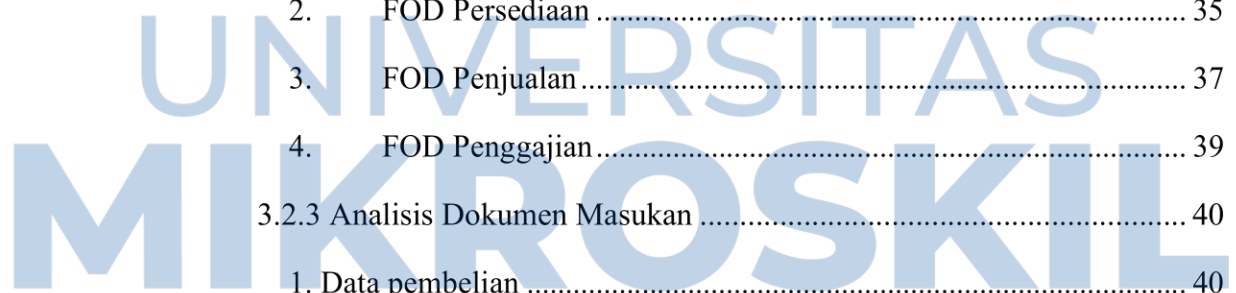 2. FOD Persediaan ........................................................................ 35
UNIVERSITAS
3. FOD Penjualan .......................................................................... 37
4. FOD Penggajian ........................................................................ 39
MIKROSKIL
3.2.3 Analisis Dokumen Masukan ............................................................ 40
1. Data pembelian ................................................................................. 40